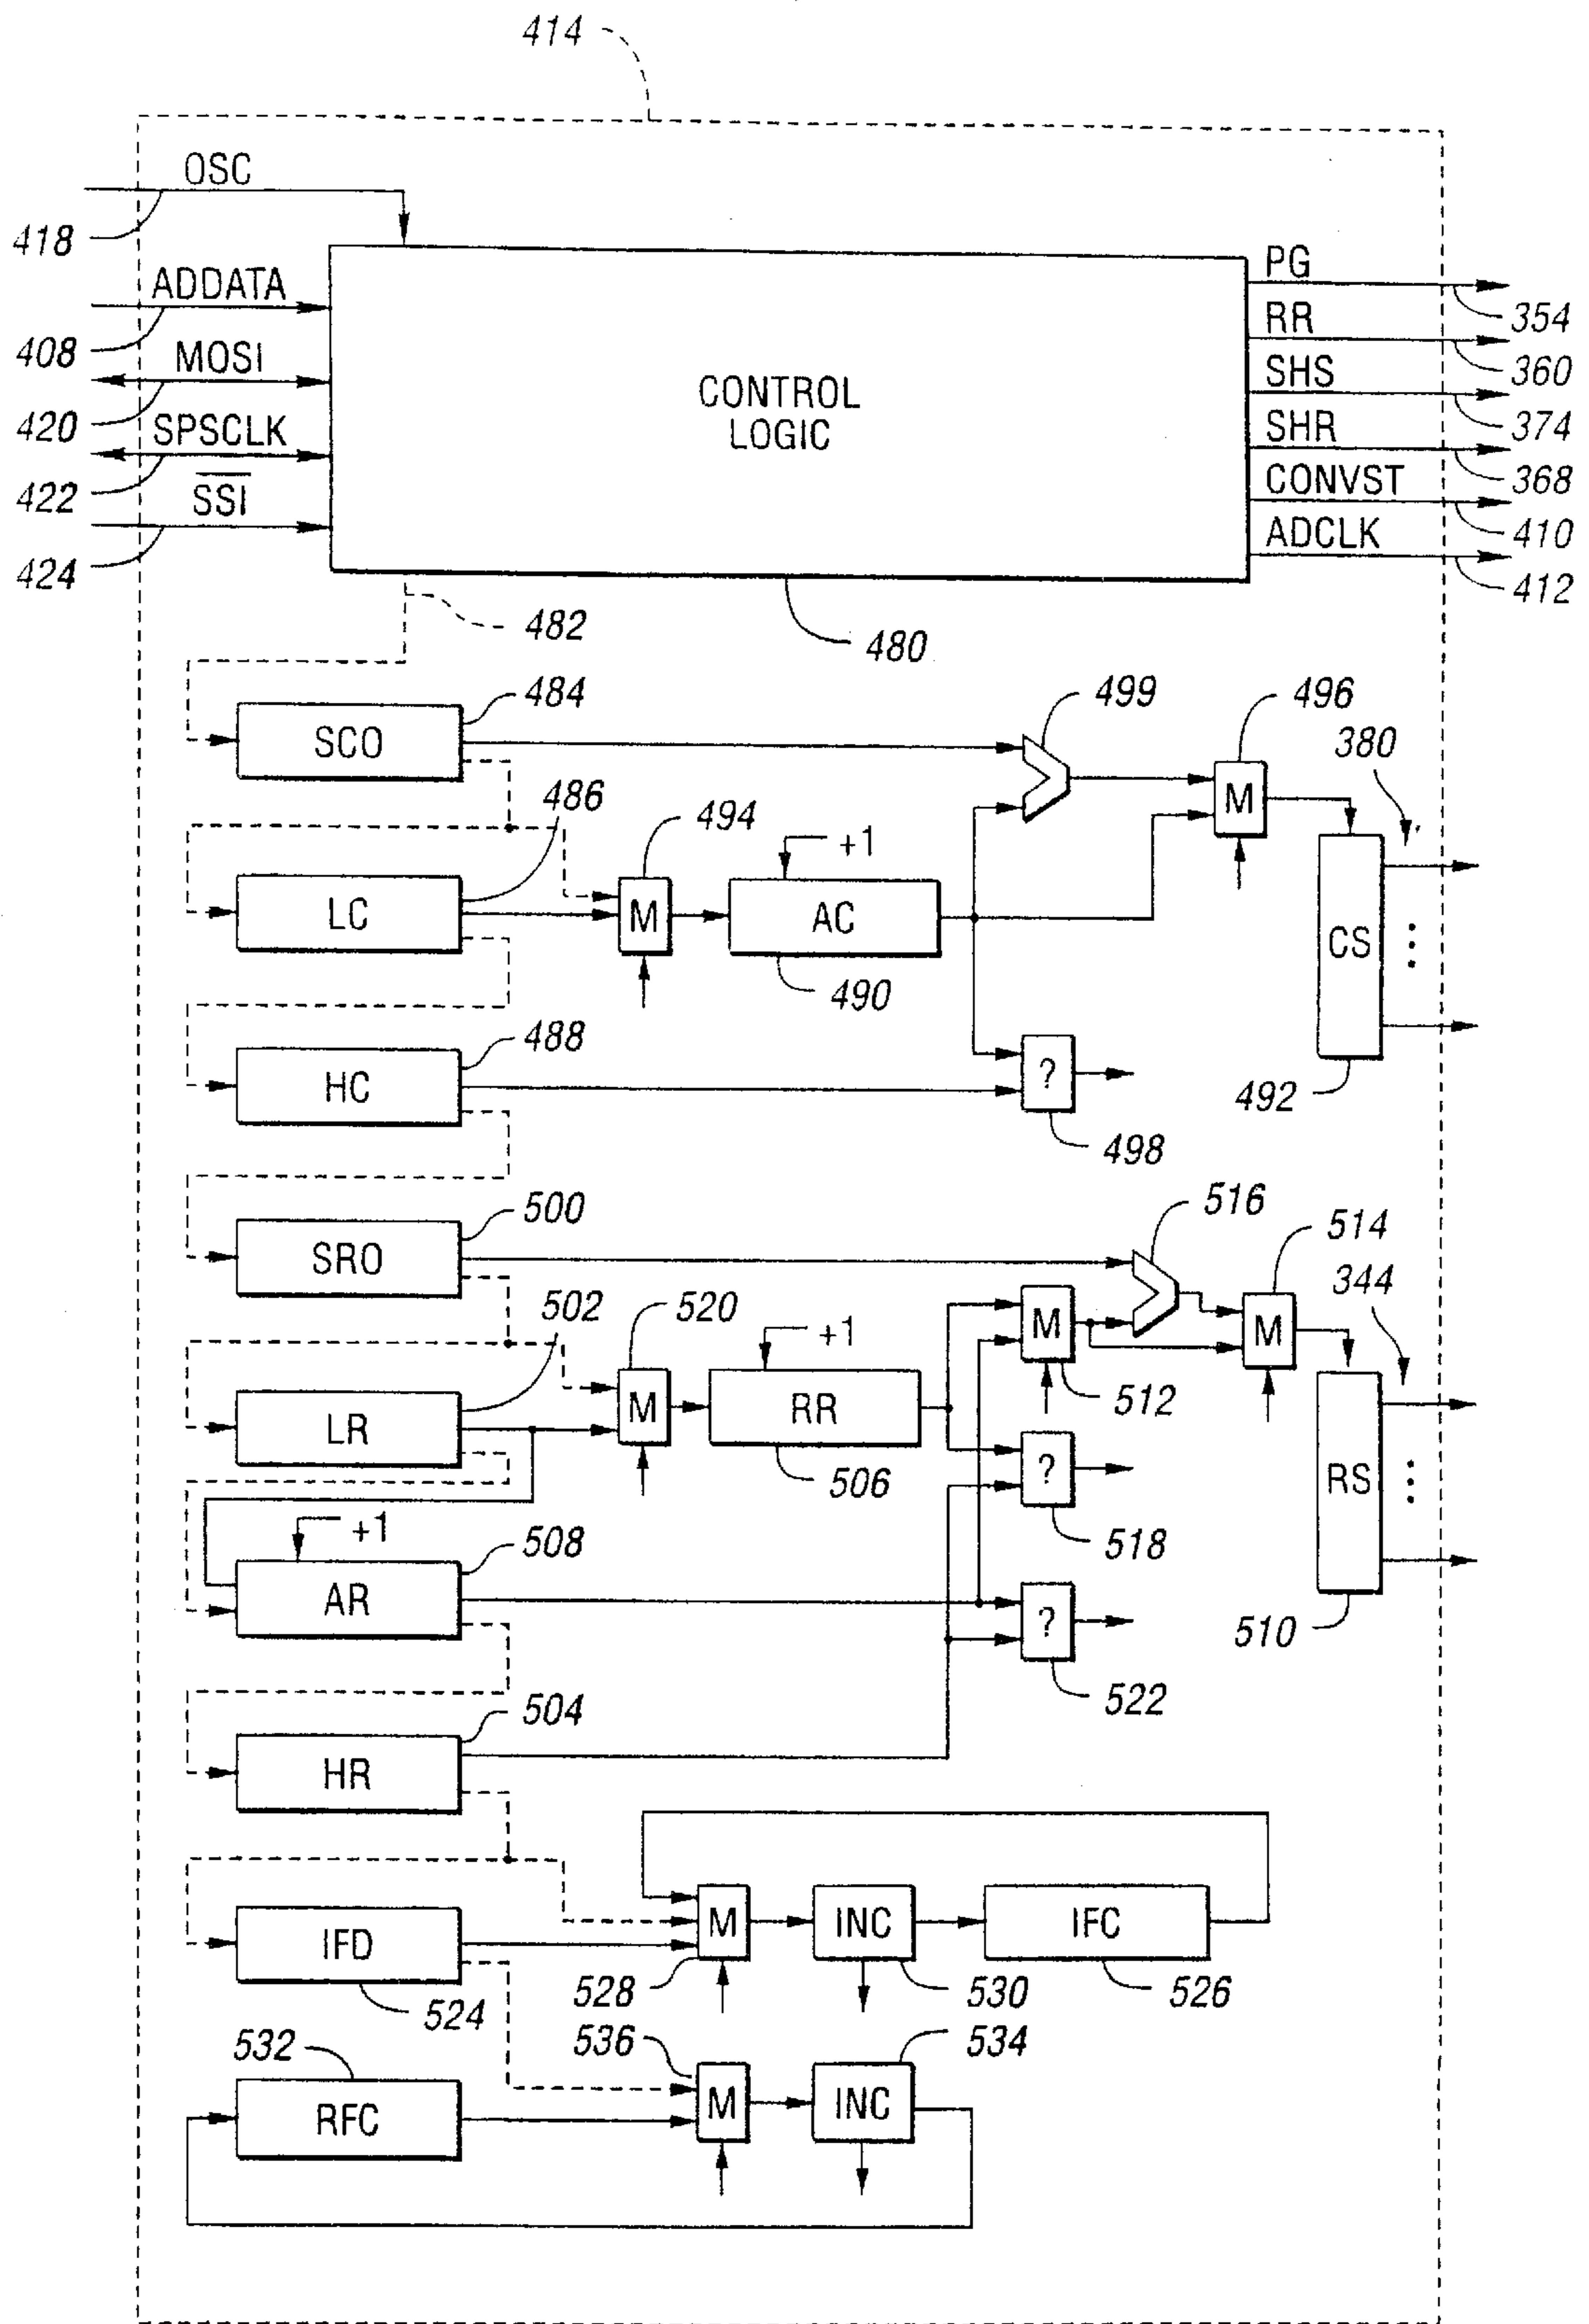 414
OSC
418
ADDATA
408
MOSI
420
SPSCLK
422
SSI
424
CONTROL
LOGIC
PG
354
RR
360
SHS
374
SHR
368
CONVST
410
ADCLK
412
482
480
484
SCO
499
496
380
M
486
LC
494
M
+1
AC
490
CS
492
488
HC
?
498
500
SRO
516
514
344
M
502
LR
520
M
+1
RR
506
M
512
?
518
RS
510
+1
508
AR
?
522
504
HR
IFD
524
M
528
INC
530
IFC
526
532
RFC
536
M
534
INC